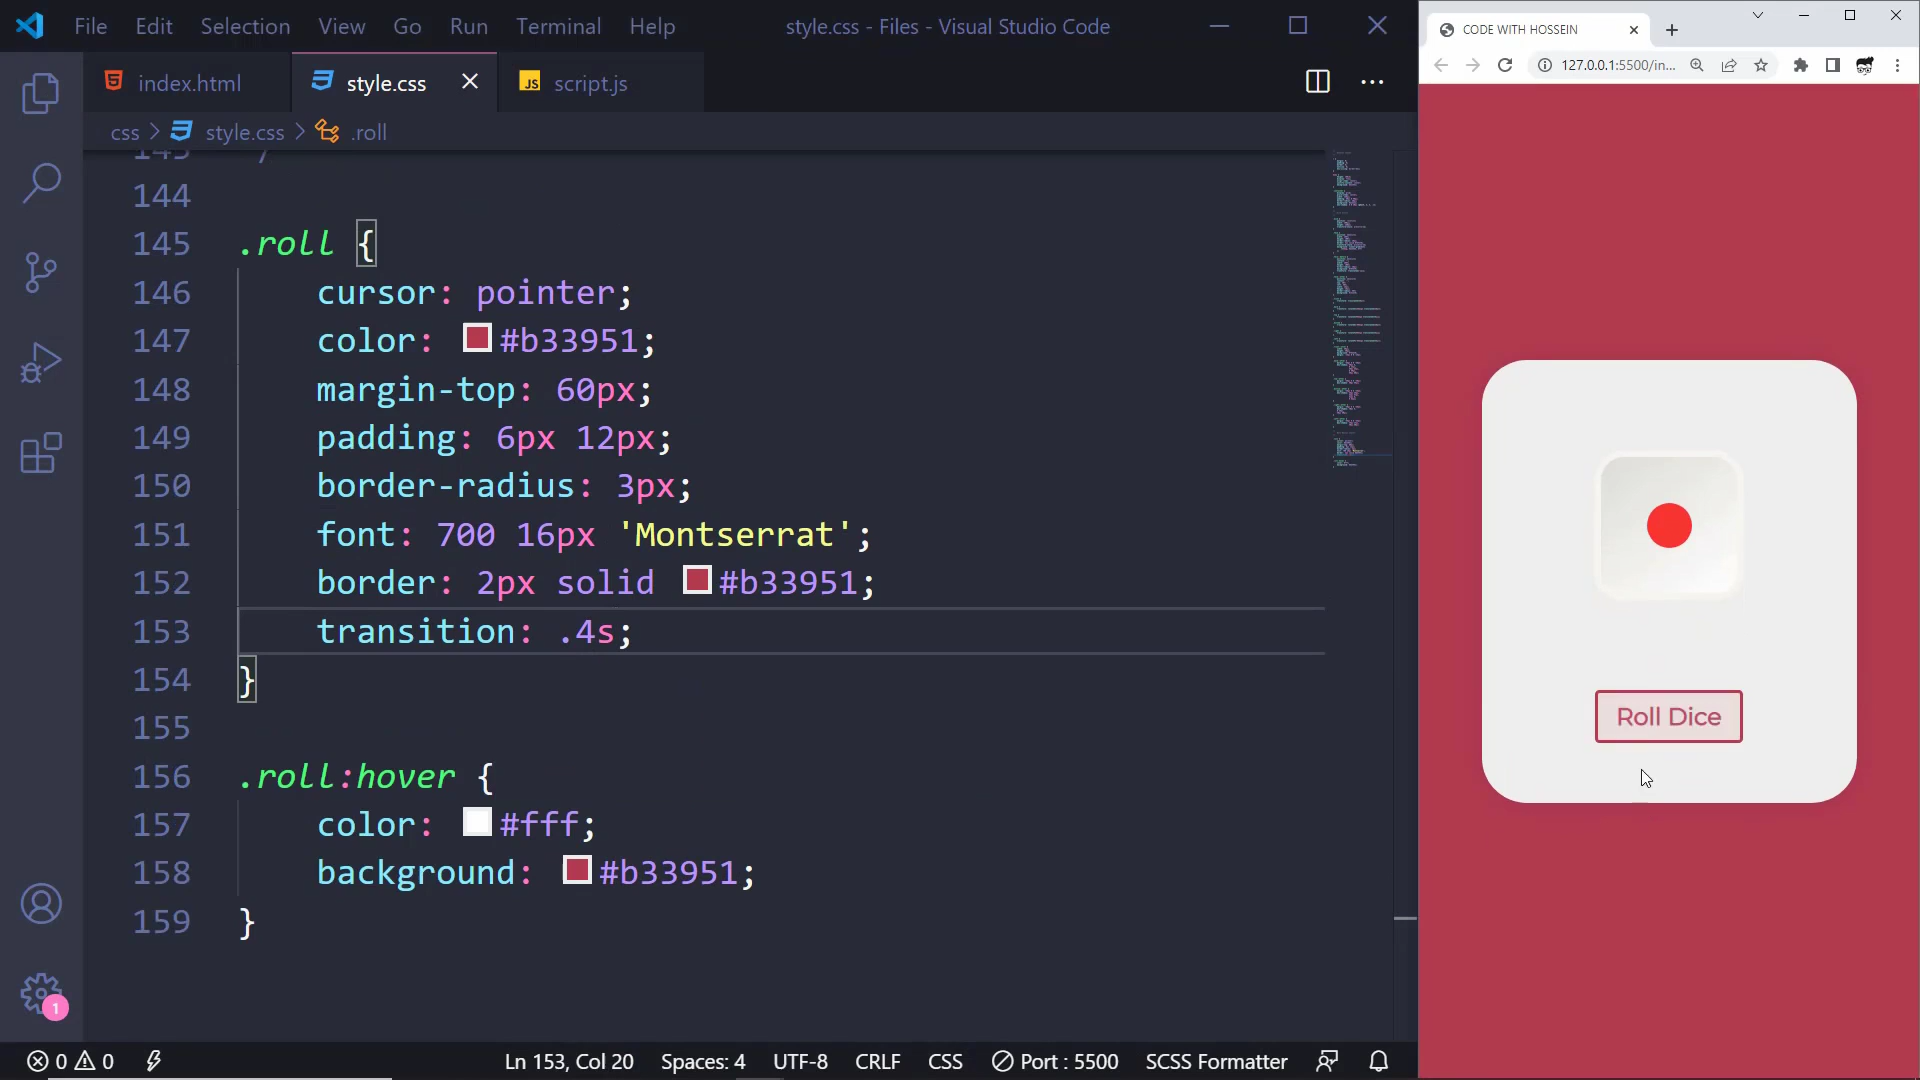 File Edit Selection View Go Run Terminal Help style.css - Files - Visual Studio Code
index.html style.css script.js
css > style.css > .roll
144
145 .roll {
146 cursor: pointer;
147 color: #b33951;
148 margin-top: 60px;
149 padding: 6px 12px;
150 border-radius: 3px;
151 font: 700 16px 'Montserrat';
152 border: 2px solid #b33951;
153 transition: .4s;
154 }
155
156 .roll:hover {
157 color: #fff;
158 background: #b33951;
159 }
1
0 0 Ln 153, Col 20 Spaces: 4 UTF-8 CRLF CSS Port : 5500 SCSS Formatter
CODE WITH HOSSEIN
127.0.0.1:5500/in...
Roll Dice